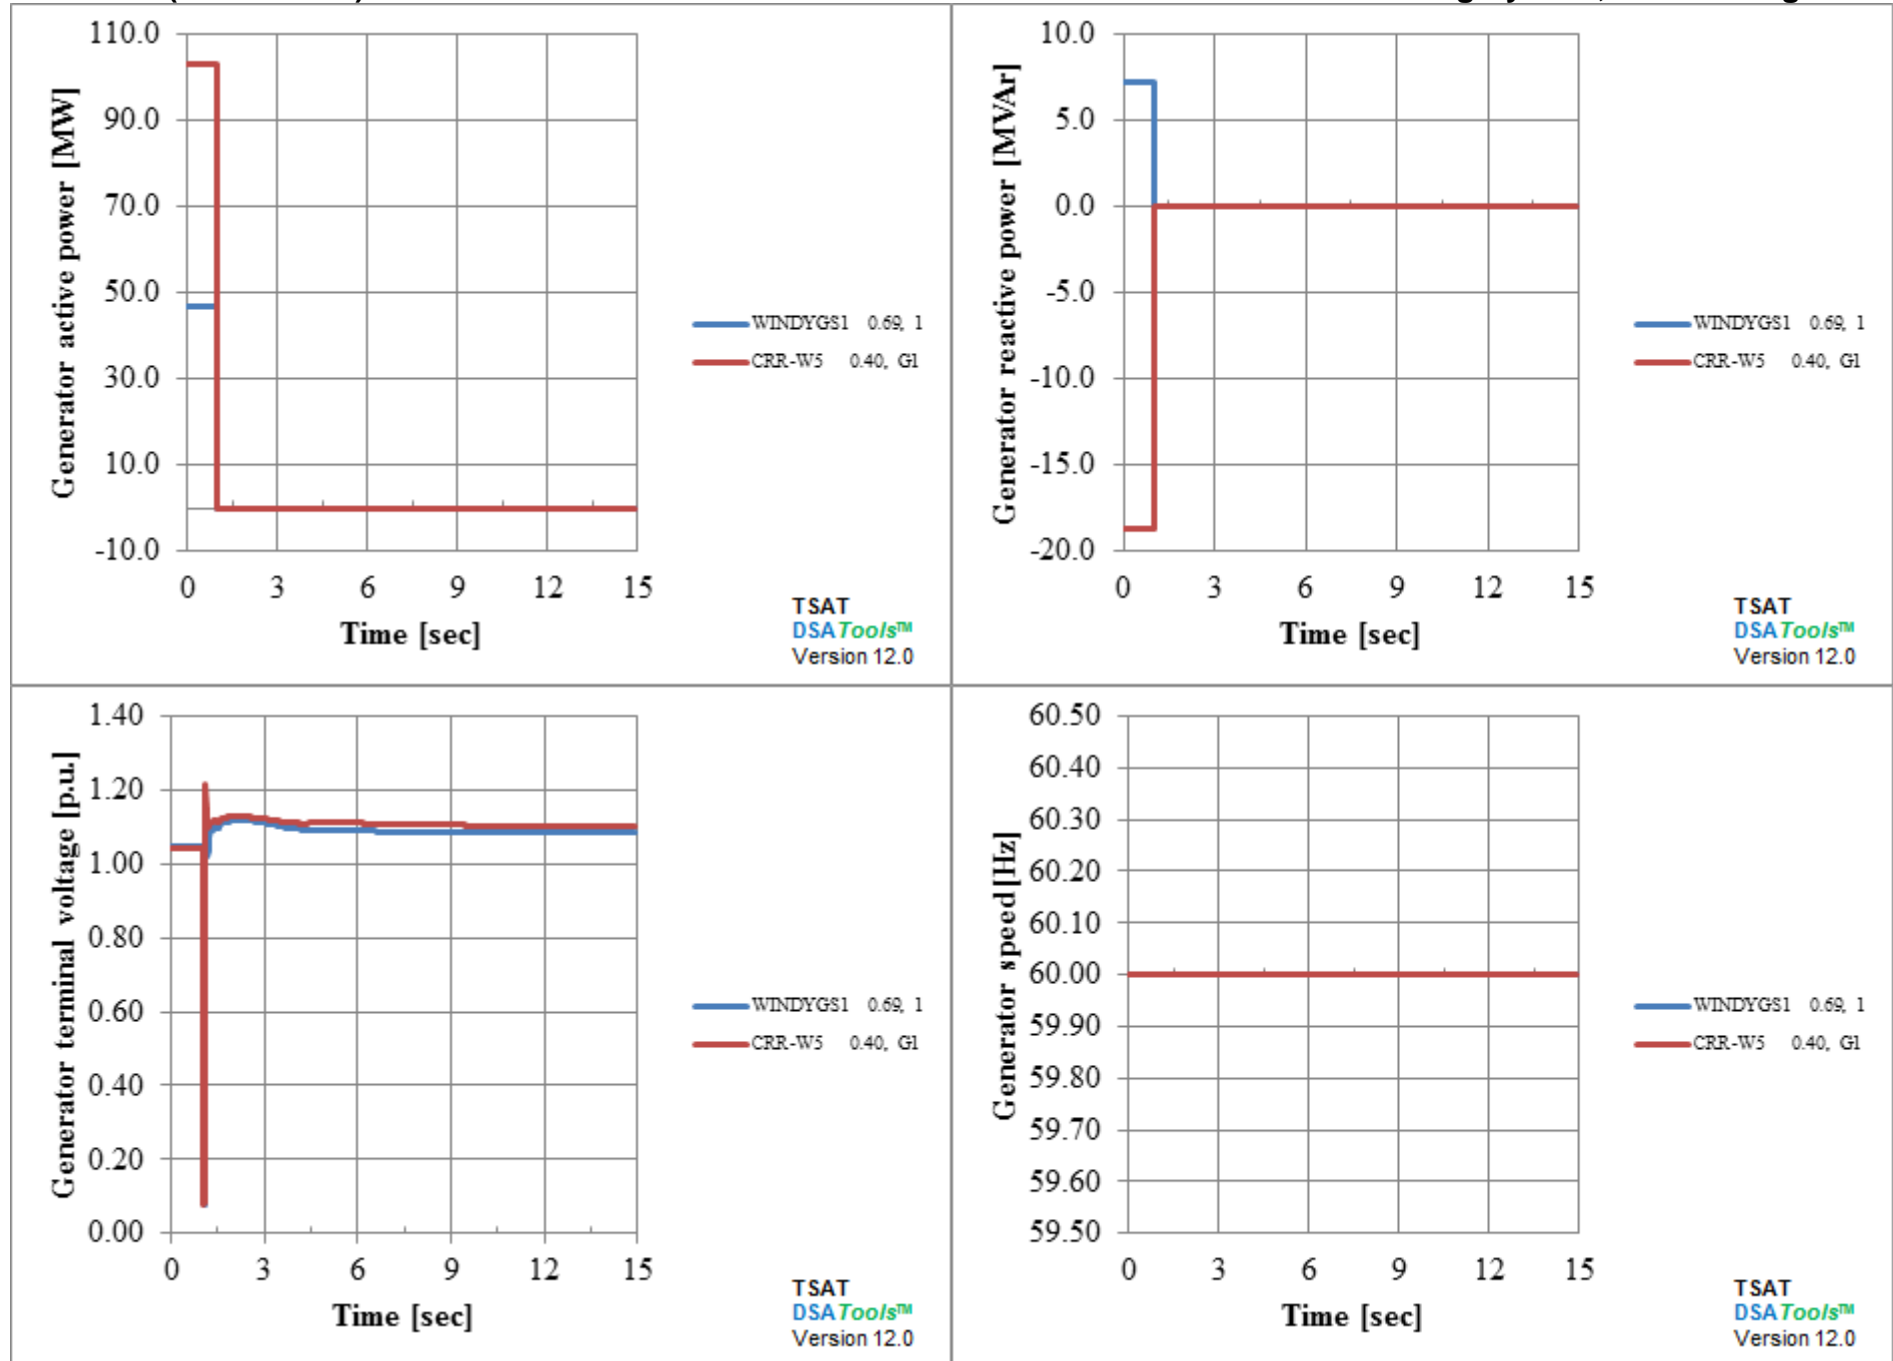 110.0
90.0
70.0
50.0
30.0
10.0
-10.0
0 3 6 9 12 15
Generator active power [MW]
Time [sec]
WINDYGS1 0.69, 1
CRR-W5 0.40, G1
TSAT
DSATools™
Version 12.0
10.0
5.0
0.0
-5.0
-10.0
-15.0
-20.0
0 3 6 9 12 15
Generator reactive power [MVAr]
Time [sec]
WINDYGS1 0.69, 1
CRR-W5 0.40, G1
TSAT
DSATools™
Version 12.0
1.40
1.20
1.00
0.80
0.60
0.40
0.20
0.00
0 3 6 9 12 15
Generator terminal voltage [p.u.]
Time [sec]
WINDYGS1 0.69, 1
CRR-W5 0.40, G1
TSAT
DSATools™
Version 12.0
60.50
60.40
60.30
60.20
60.10
60.00
59.90
59.80
59.70
59.60
59.50
0 3 6 9 12 15
Generator speed[Hz]
Time [sec]
WINDYGS1 0.69, 1
CRR-W5 0.40, G1
TSAT
DSATools™
Version 12.0